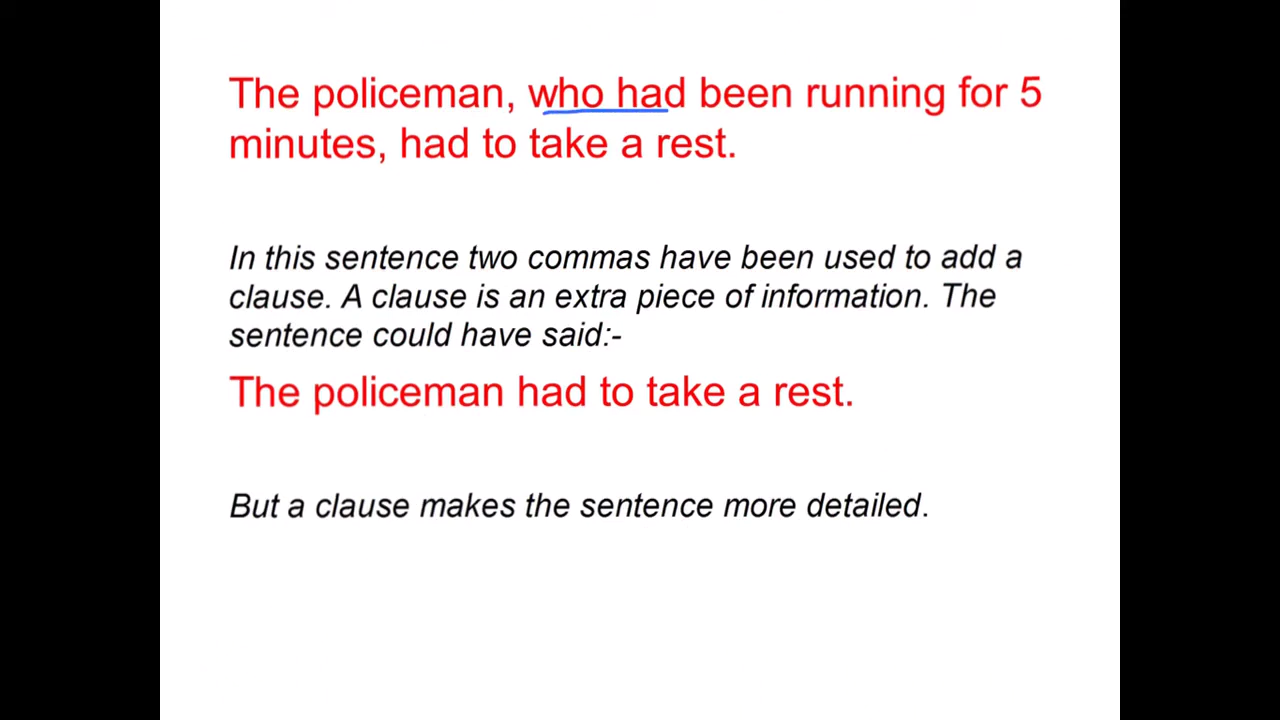 The policeman, who had been running for 5
minutes, had to take a rest.
In this sentence two commas have been used to add a
clause. A clause is an extra piece of information. The
sentence could have said:-
The policeman had to take a rest.
But a clause makes the sentence more detailed.